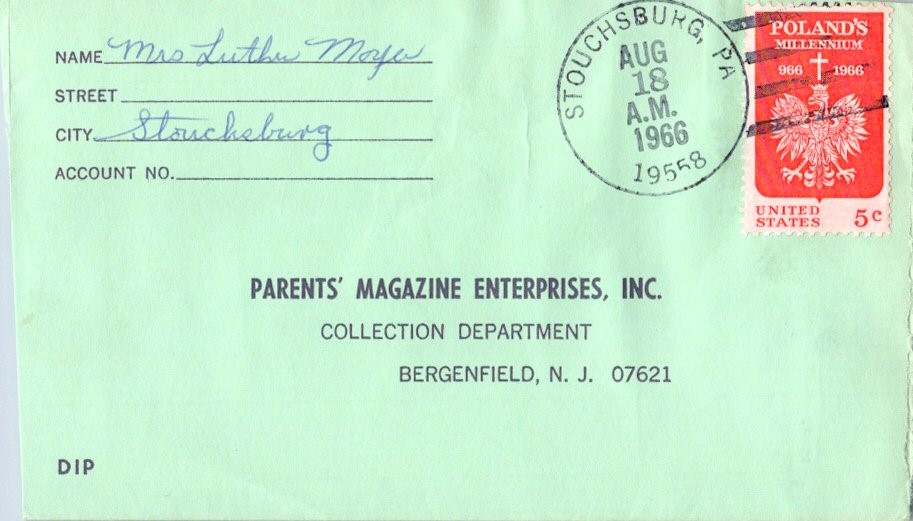 NAME Mrs Luther Moyer
STREET
CITY Stouchsburg
ACCOUNT NO.
STOUCHSBURG, PA
AUG
18
A.M.
1966
19558
POLAND'S
MILLENNIUM
966 1966
UNITED
STATES 5c
PARENTS' MAGAZINE ENTERPRISES, INC.
COLLECTION DEPARTMENT
BERGENFIELD, N. J. 07621
DIP